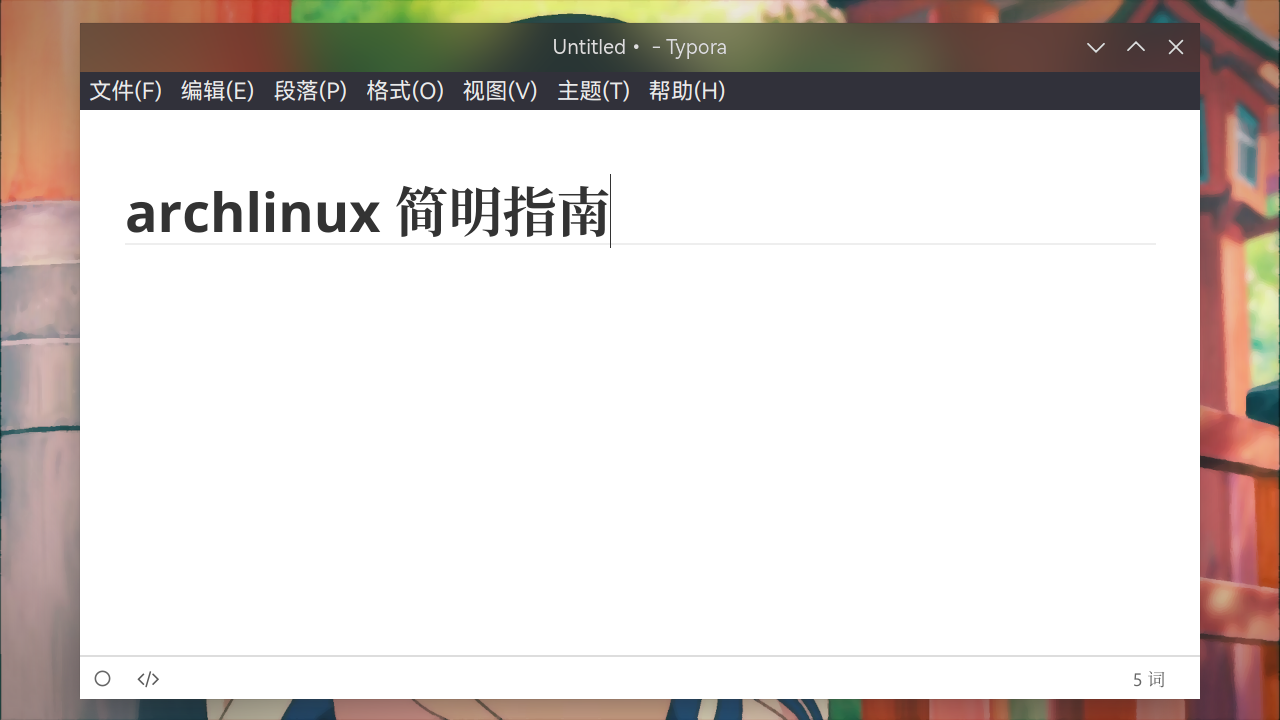 Untitled • - Typora
文件(F) 编辑(E) 段落(P) 格式(O) 视图(V) 主题(T) 帮助(H)
archlinux 简明指南
</> 5 词